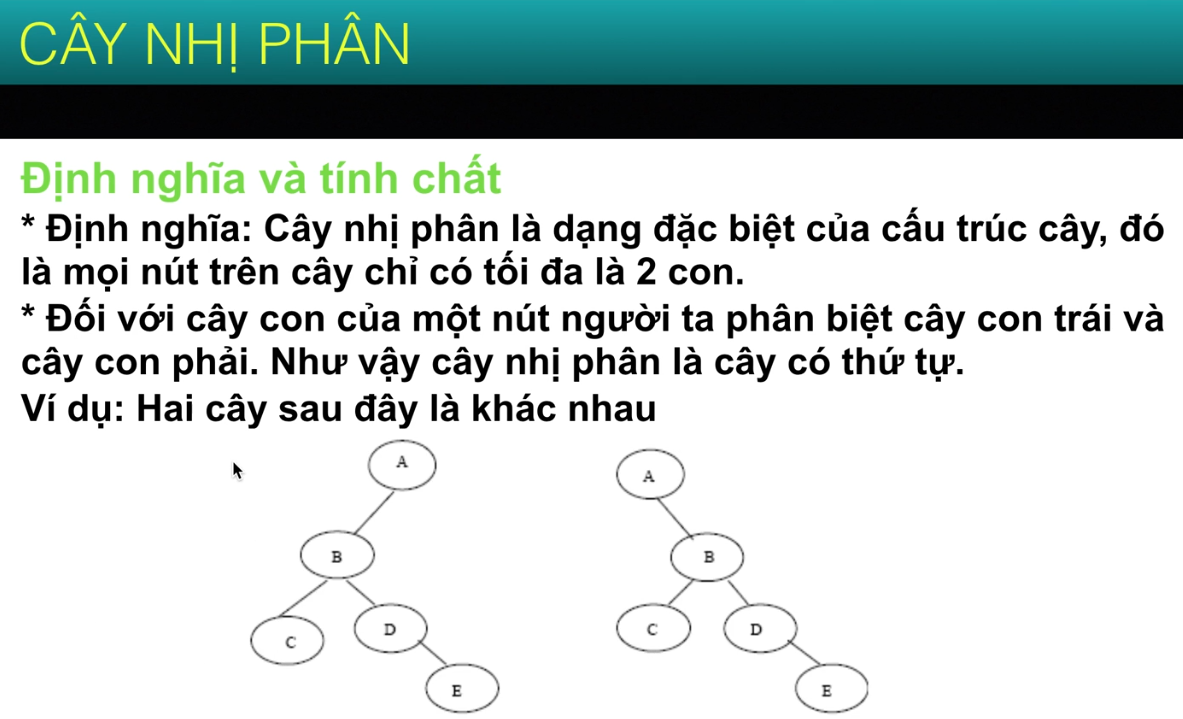 CÂY NHỊ PHÂN
Định nghĩa và tính chất
* Định nghĩa: Cây nhị phân là dạng đặc biệt của cấu trúc cây, đó
là mọi nút trên cây chỉ có tối đa là 2 con.
* Đối với cây con của một nút người ta phân biệt cây con trái và
cây con phải. Như vậy cây nhị phân là cây có thứ tự.
Ví dụ: Hai cây sau đây là khác nhau
A
B
C
D
E
A
B
C
D
E